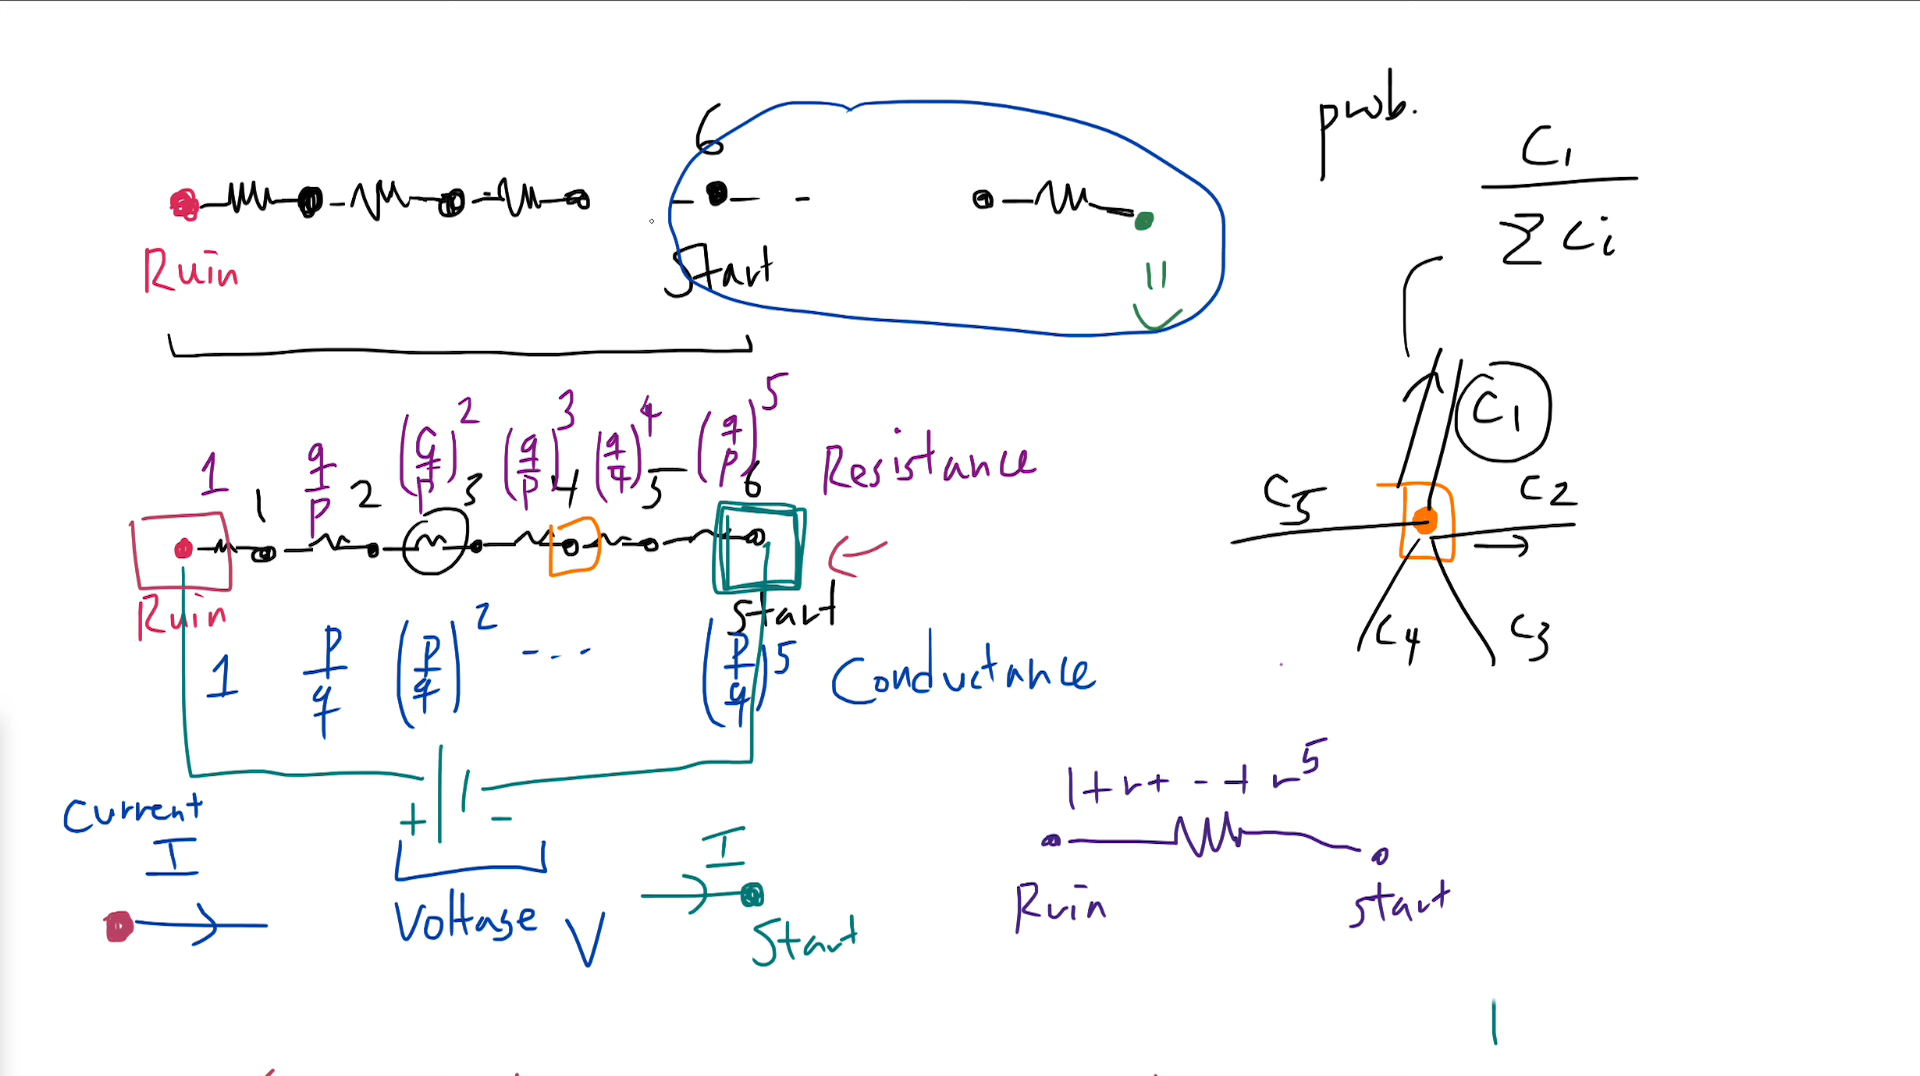 6
Ruin
Start
prob.
C1
∑ Ci
1 q/p (q/p)^2 (q/p)^3 (q/q)^4 (q/p)^5 Resistance
1 2 3 4 5 6
Ruin
Start
1 p/q (p/q)^2 --- (p/q)^5 Conductance
C1
C5
C2
C4
C3
Current
I
+ -
Voltage V
I
Start
1+r+ - + r^5
Ruin
Start